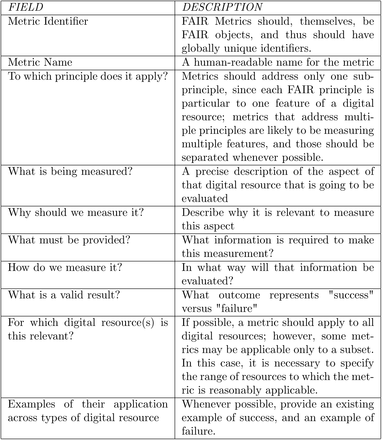 FIELD DESCRIPTION
Metric Identifier FAIR Metrics should, themselves, be
FAIR objects, and thus should have
globally unique identifiers.
Metric Name A human-readable name for the metric
To which principle does it apply? Metrics should address only one sub-
principle, since each FAIR principle is
particular to one feature of a digital
resource; metrics that address multi-
ple principles are likely to be measuring
multiple features, and those should be
separated whenever possible.
What is being measured? A precise description of the aspect of
that digital resource that is going to be
evaluated
Why should we measure it? Describe why it is relevant to measure
this aspect
What must be provided? What information is required to make
this measurement?
How do we measure it? In what way will that information be
evaluated?
What is a valid result? What outcome represents "success"
versus "failure"
For which digital resource(s) is If possible, a metric should apply to all
this relevant? digital resources; however, some met-
rics may be applicable only to a subset.
In this case, it is necessary to specify
the range of resources to which the met-
ric is reasonably applicable.
Examples of their application Whenever possible, provide an existing
across types of digital resource example of success, and an example of
failure.